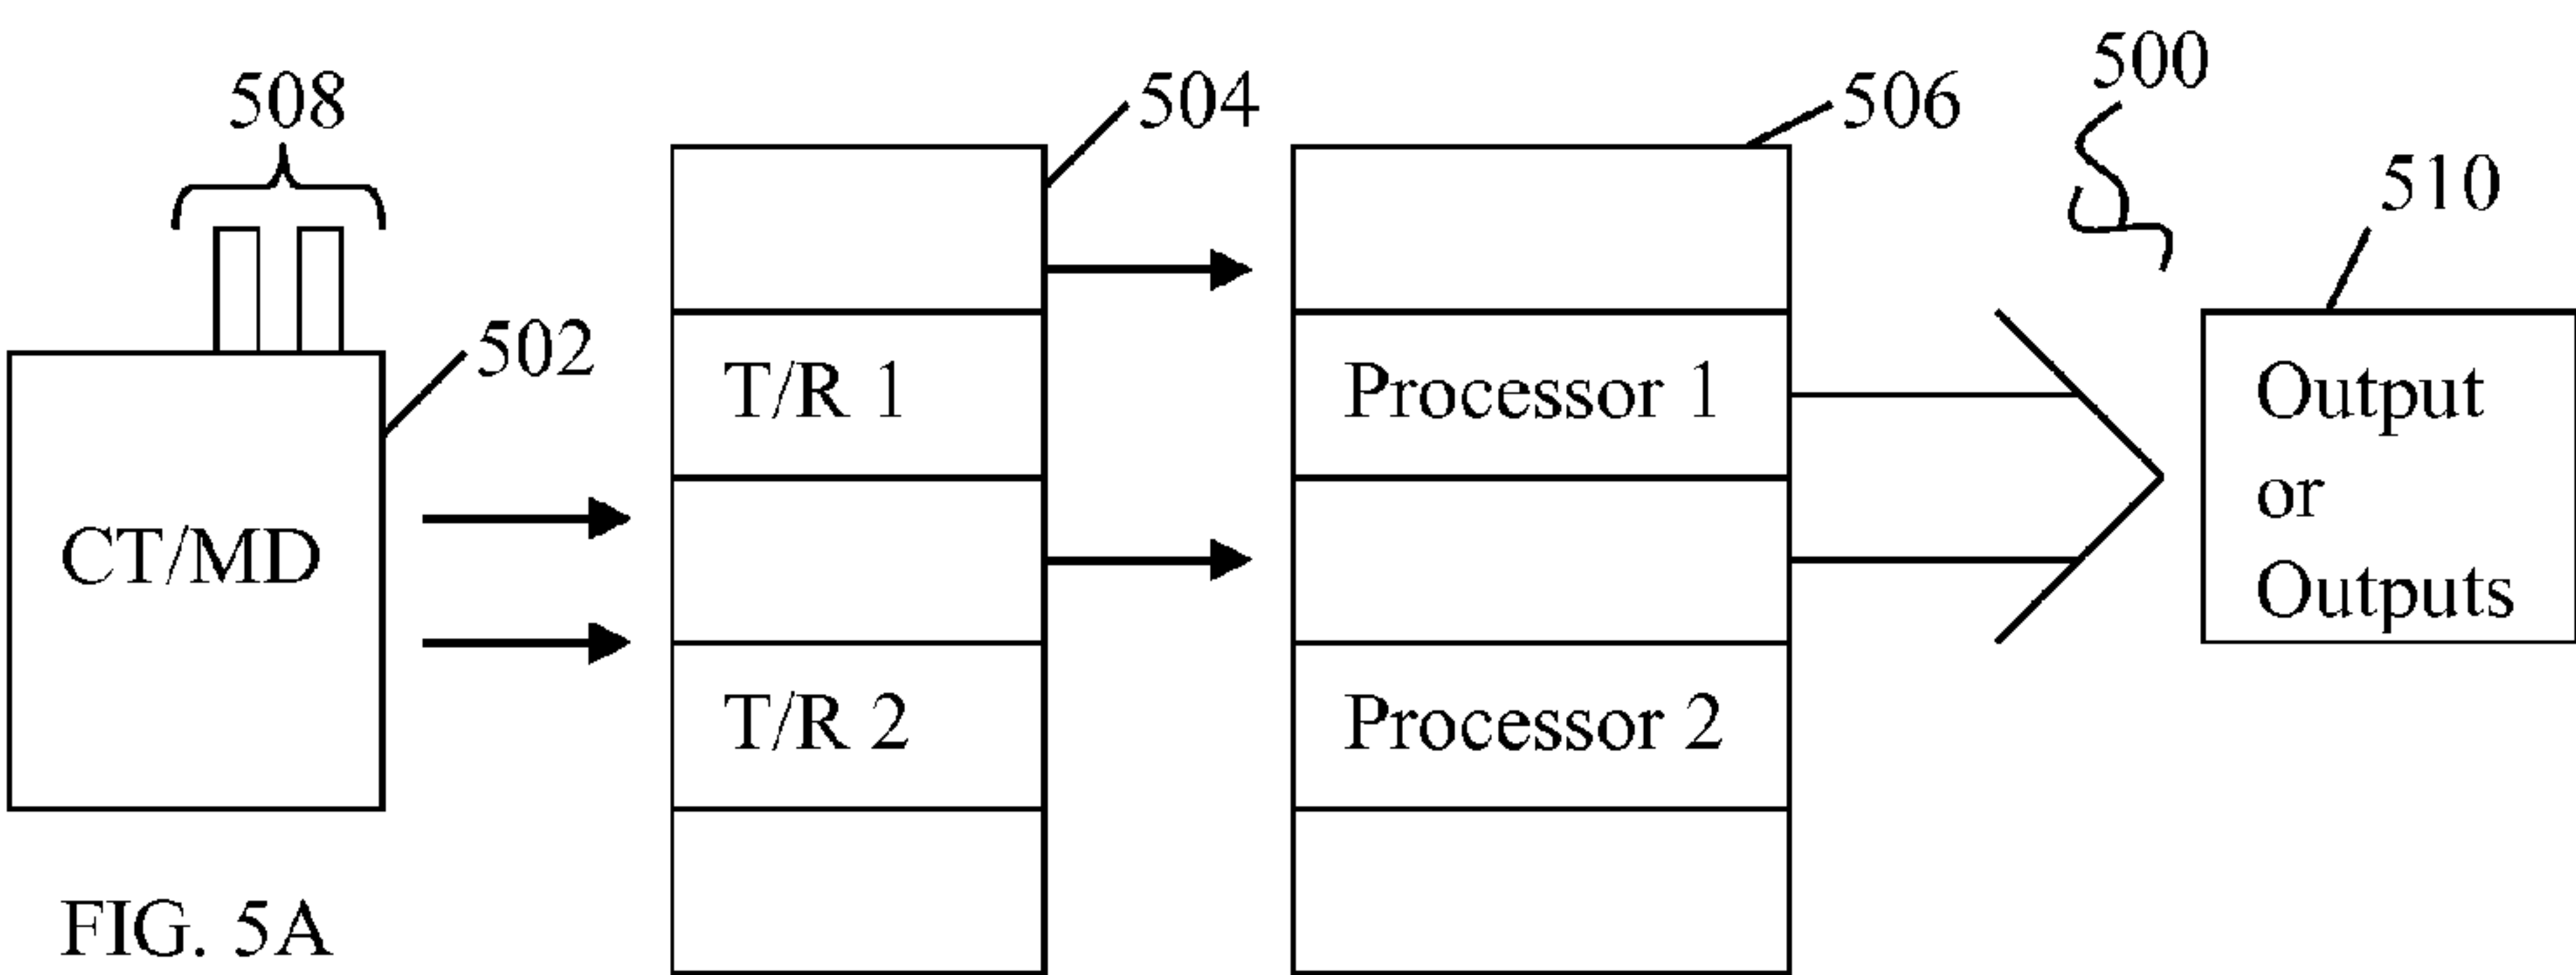 500
508
504
506
510
502
T/R 1
Processor 1
Output
or
Outputs
CT/MD
T/R 2
Processor 2
FIG. 5A